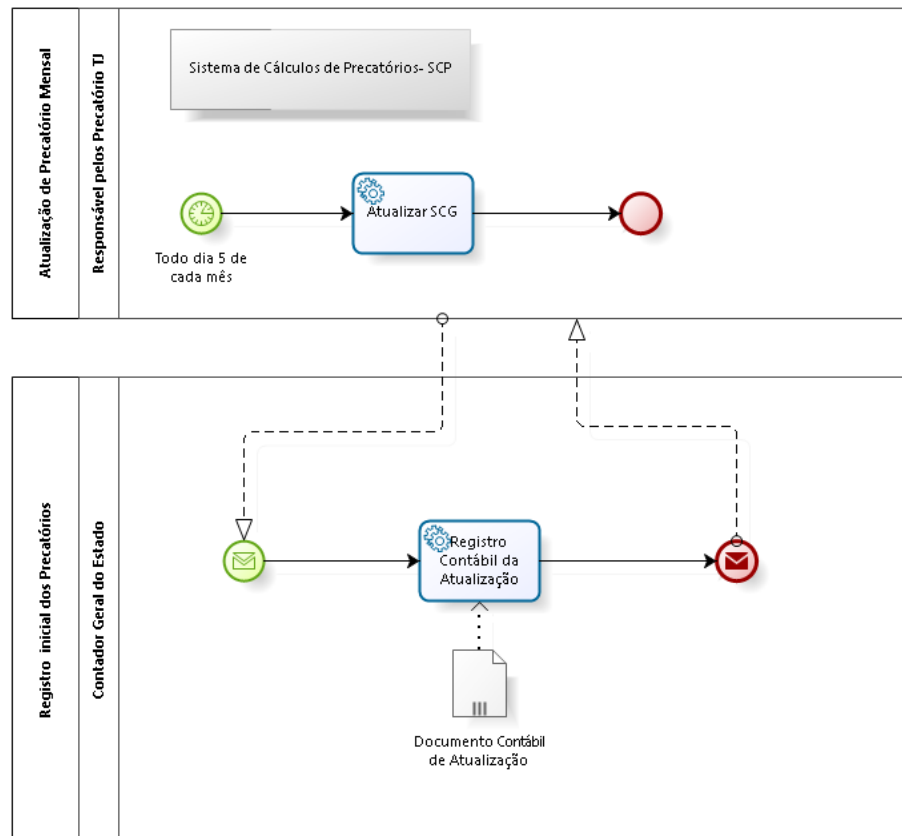 Atualização de Precatório Mensal
Responsável pelos Precatório TJ
Sistema de Cálculos de Precatórios- SCP
Atualizar SCG
Todo dia 5 de
cada mês
Registro inicial dos Precatórios
Contador Geral do Estado
Registro
Contábil da
Atualização
Documento Contábil
de Atualização